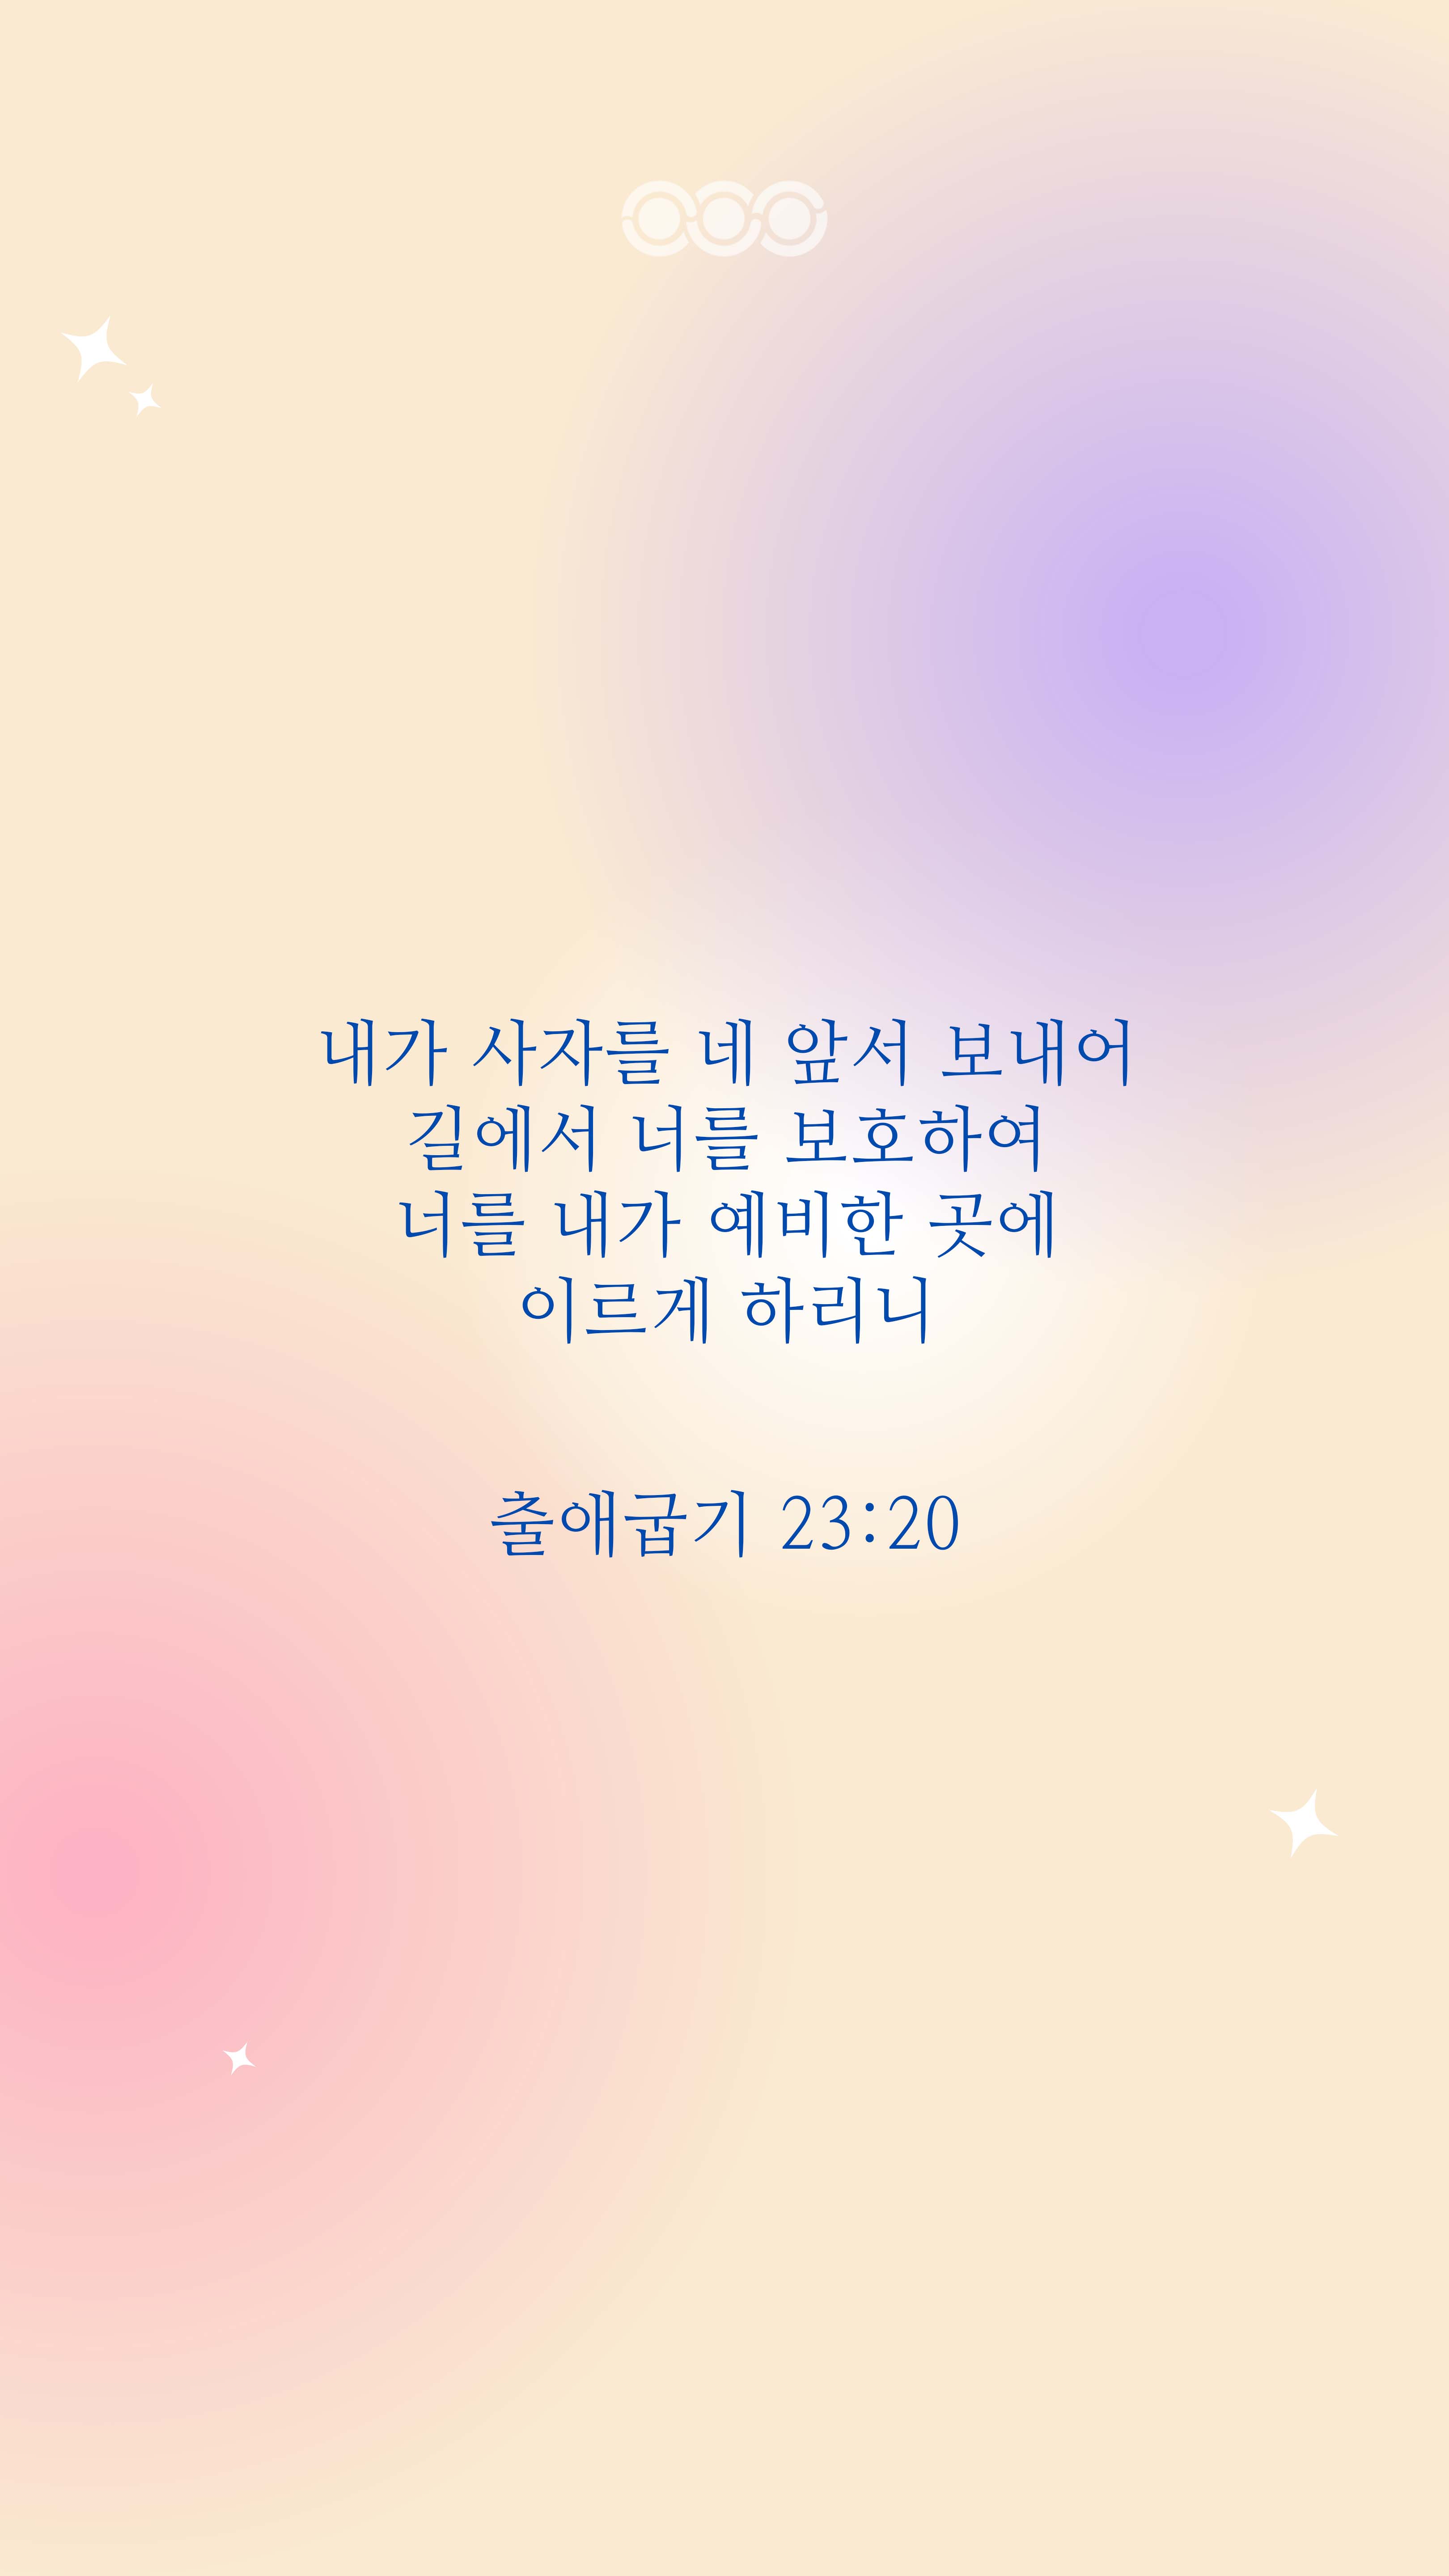 내가 사자를 네 앞서 보내어
길에서 너를 보호하여
너를 내가 예비한 곳에
이르게 하리니
출애굽기 23:20